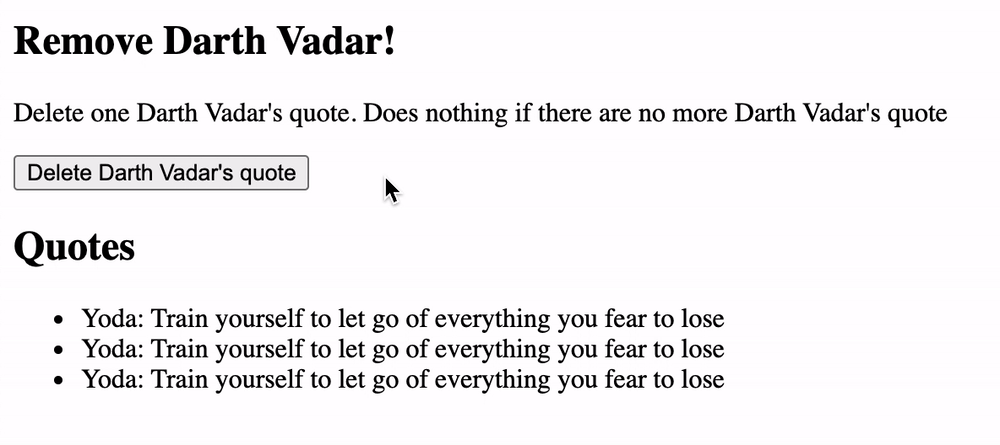 Remove Darth Vadar!
Delete one Darth Vadar's quote. Does nothing if there are no more Darth Vadar's quote
Delete Darth Vadar's quote
Quotes
• Yoda: Train yourself to let go of everything you fear to lose
• Yoda: Train yourself to let go of everything you fear to lose
• Yoda: Train yourself to let go of everything you fear to lose